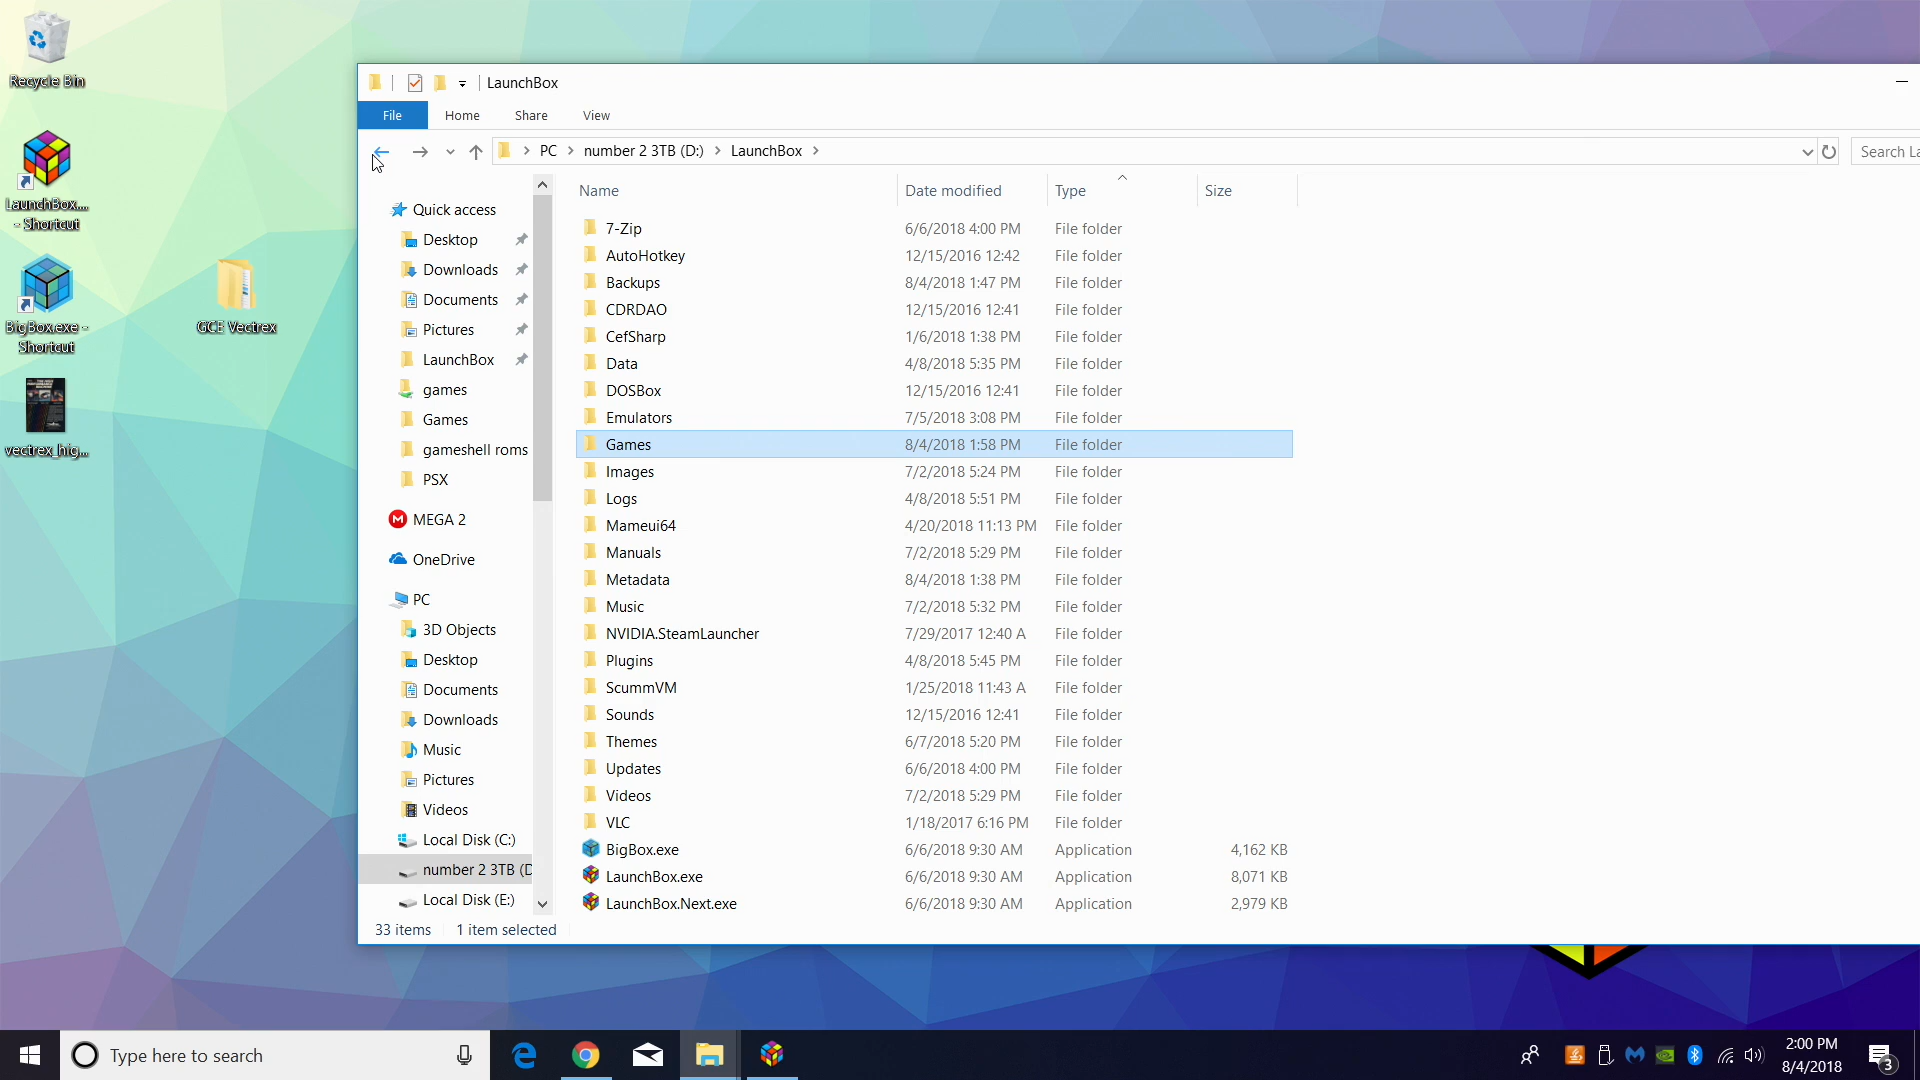 Recycle Bin
LaunchBox....
- Shortcut
BigBox.exe -
Shortcut
vectrex_hig...
GCE Vectrex
LaunchBox
File Home Share View
PC number 2 3TB (D:) LaunchBox
Search La
Quick access
Desktop
Downloads
Documents
Pictures
LaunchBox
games
Games
gameshell roms
PSX
MEGA 2
OneDrive
PC
3D Objects
Desktop
Documents
Downloads
Music
Pictures
Videos
Local Disk (C:)
number 2 3TB (D
Local Disk (E:)
Name Date modified Type Size
7-Zip 6/6/2018 4:00 PM File folder
AutoHotkey 12/15/2016 12:42 File folder
Backups 8/4/2018 1:47 PM File folder
CDRDAO 12/15/2016 12:41 File folder
CefSharp 1/6/2018 1:38 PM File folder
Data 4/8/2018 5:35 PM File folder
DOSBox 12/15/2016 12:41 File folder
Emulators 7/5/2018 3:08 PM File folder
Games 8/4/2018 1:58 PM File folder
Images 7/2/2018 5:24 PM File folder
Logs 4/8/2018 5:51 PM File folder
Mameui64 4/20/2018 11:13 PM File folder
Manuals 7/2/2018 5:29 PM File folder
Metadata 8/4/2018 1:38 PM File folder
Music 7/2/2018 5:32 PM File folder
NVIDIA.SteamLauncher 7/29/2017 12:40 A File folder
Plugins 4/8/2018 5:45 PM File folder
ScummVM 1/25/2018 11:43 A File folder
Sounds 12/15/2016 12:41 File folder
Themes 6/7/2018 5:20 PM File folder
Updates 6/6/2018 4:00 PM File folder
Videos 7/2/2018 5:29 PM File folder
VLC 1/18/2017 6:16 PM File folder
BigBox.exe 6/6/2018 9:30 AM Application 4,162 KB
LaunchBox.exe 6/6/2018 9:30 AM Application 8,071 KB
LaunchBox.Next.exe 6/6/2018 9:30 AM Application 2,979 KB
33 items 1 item selected
Type here to search
2:00 PM
8/4/2018
3